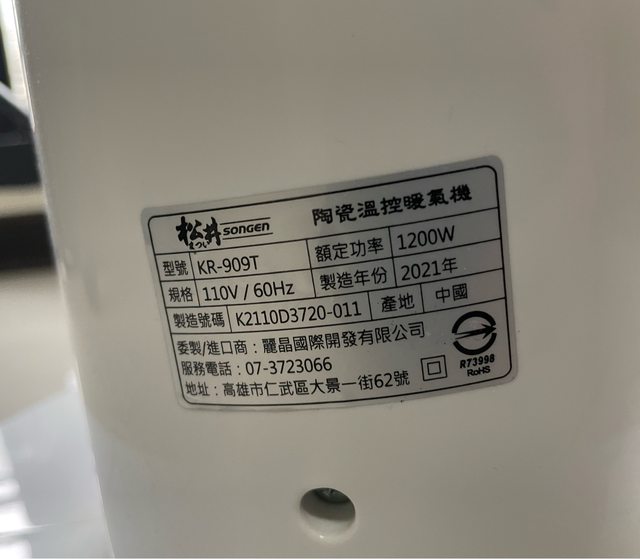 松井 まつい SONGEN 陶瓷溫控暖氣機
型號 KR-909T 額定功率 1200W
規格 110V / 60Hz 製造年份 2021年
製造號碼 K2110D3720-011 產地 中國
委製/進口商：麗晶國際開發有限公司
服務電話：07-3723066
地址：高雄市仁武區大景一街62號
R73998
RoHS